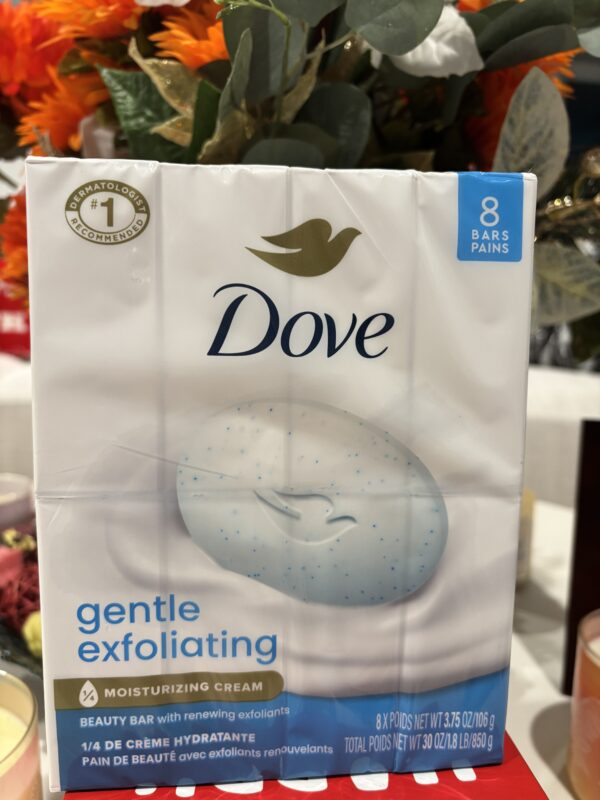 DERMATOLOGIST
#1
RECOMMENDED
8
BARS
PAINS
Dove
gentle
exfoliating
1/4 MOISTURIZING CREAM
BEAUTY BAR with renewing exfoliants
1/4 DE CRÈME HYDRATANTE
PAIN DE BEAUTÉ avec exfoliants renouvelants
8 X POIDS NET WT 3.75 OZ/106 g
TOTAL POIDS NET WT 30 OZ/1.8 LB/850 g